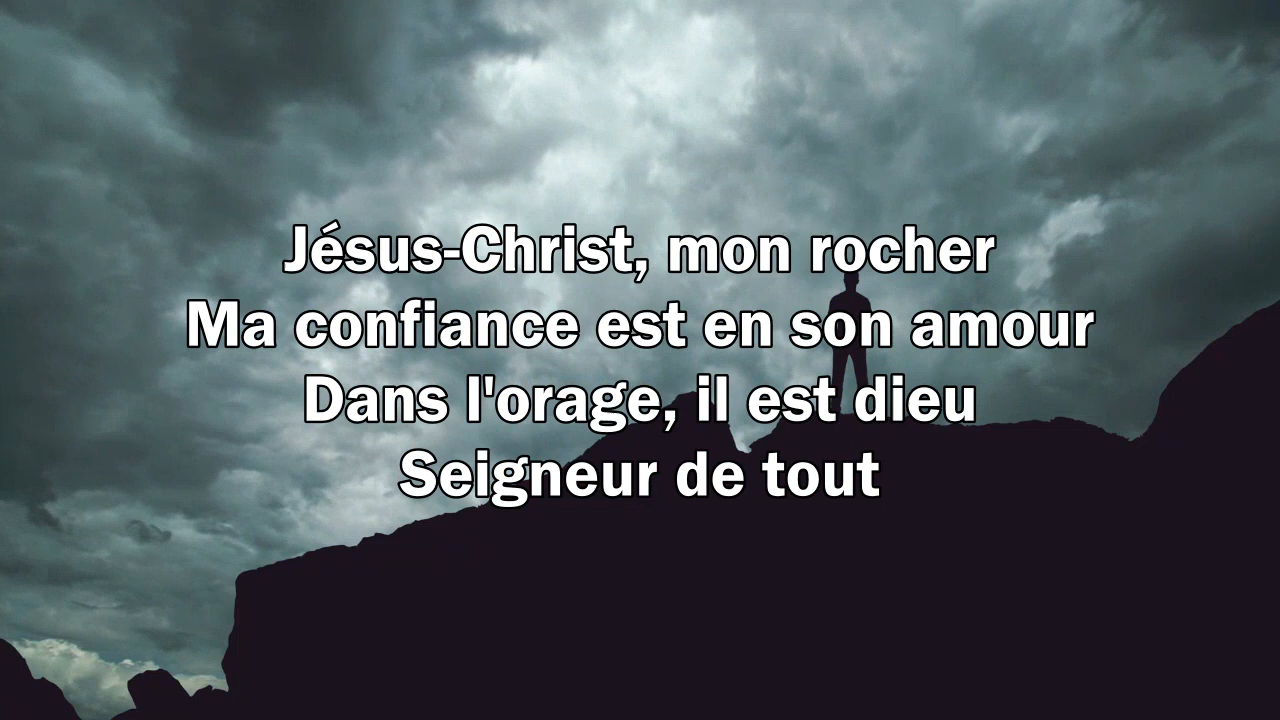 Jésus-Christ, mon rocher
Ma confiance est en son amour
Dans l'orage, il est dieu
Seigneur de tout